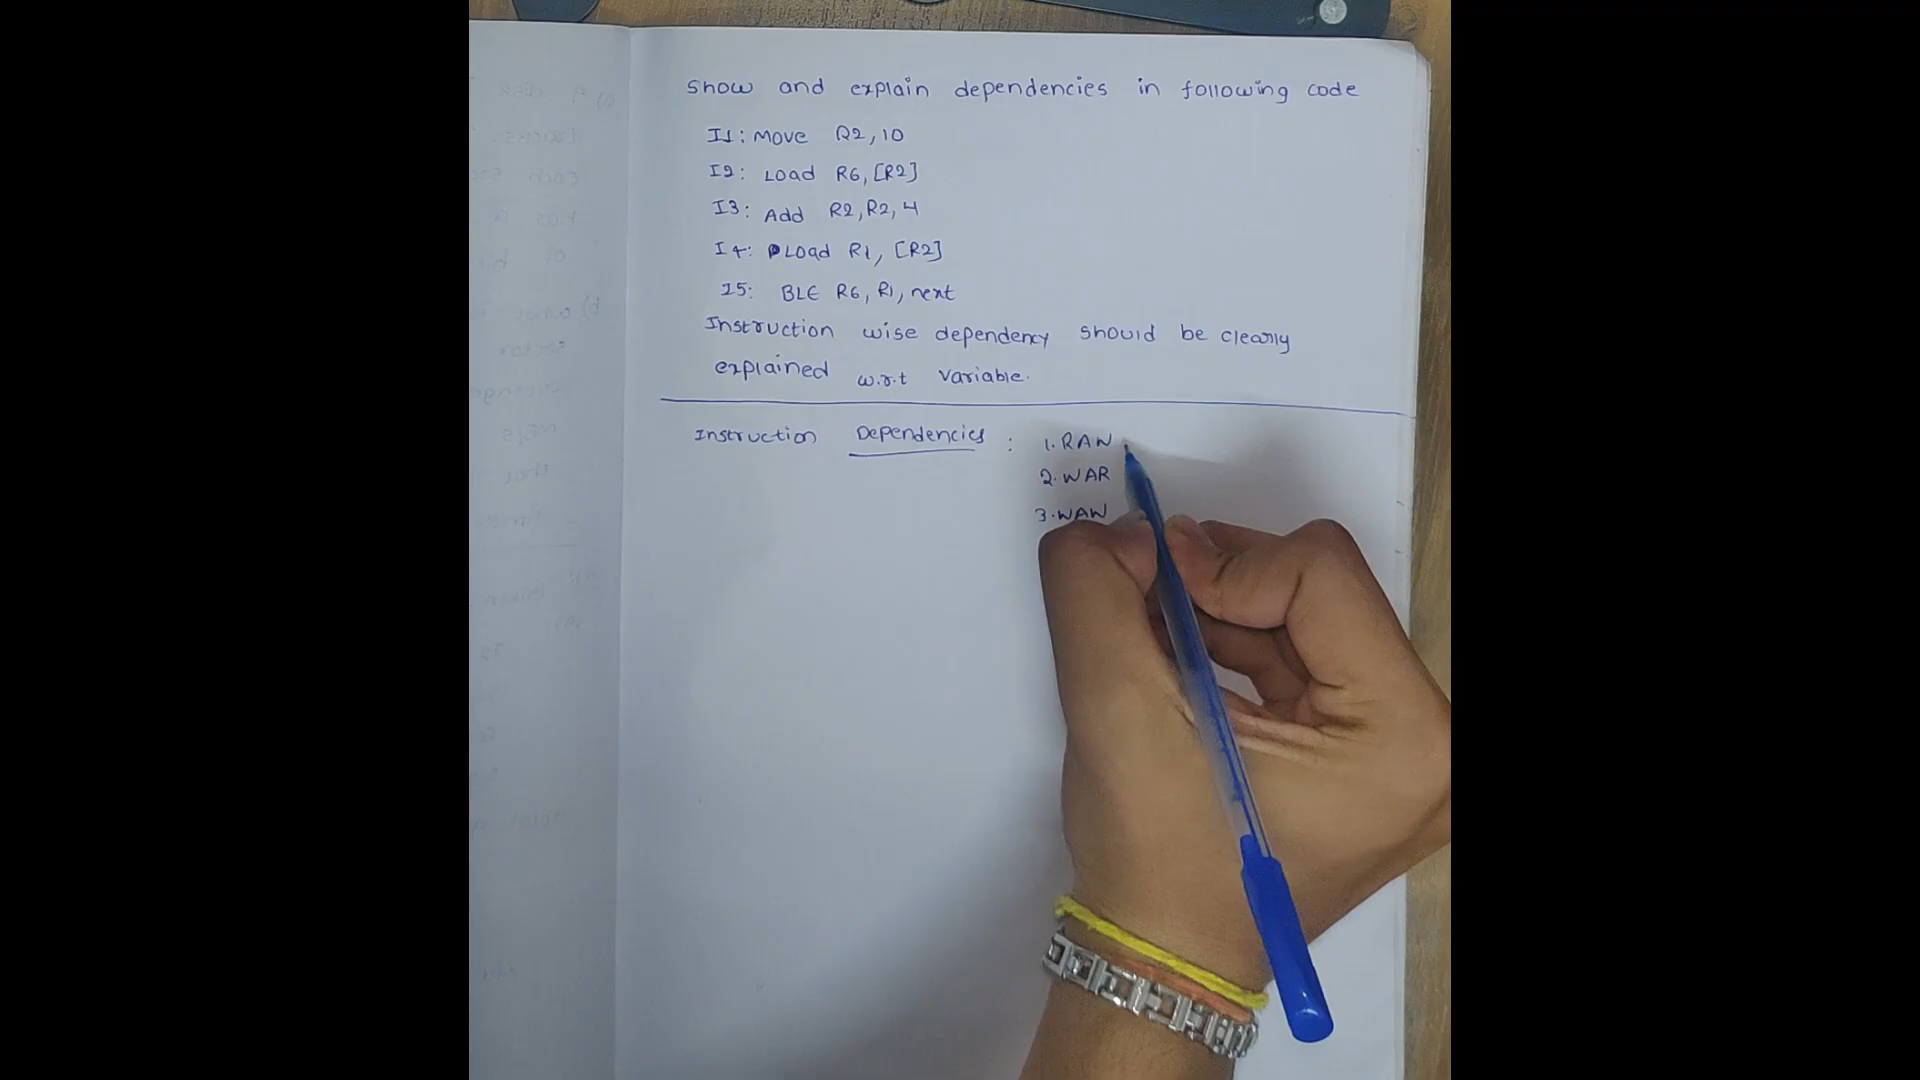 Show and explain dependencies in following code
I1: Move R2, 10
I2: Load R6, [R2]
I3: Add R2, R2, 4
I4: Load R1, [R2]
I5: BLE R6, R1, next
Instruction wise dependency should be clearly
explained w.r.t variable.
Instruction Dependencies : 1. RAW
2. WAR
3. WAW